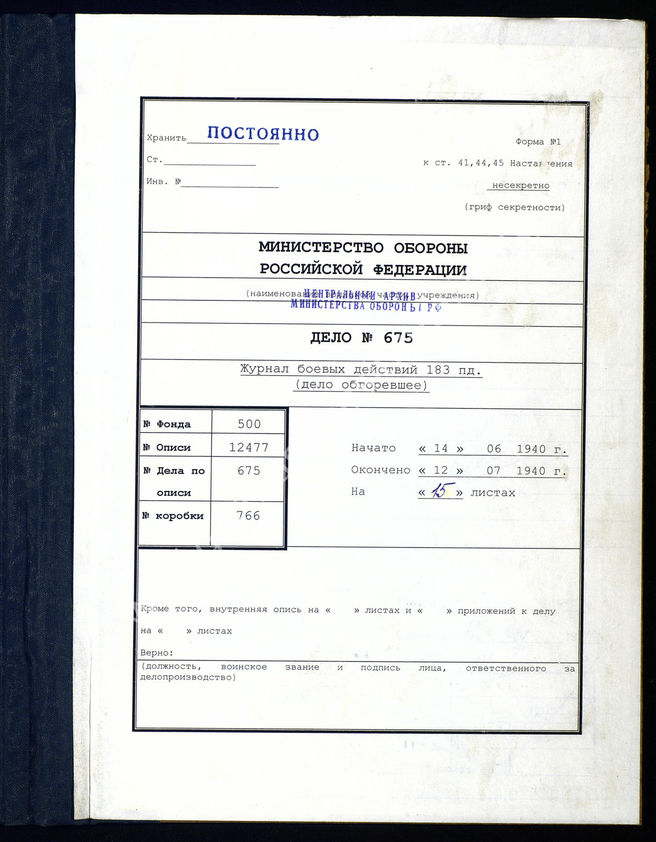 Хранить ПОСТОЯННО
Форма №1
Ст.
к ст. 41,44,45 Наставления
Инв. №
несекретно
(гриф секретности)
МИНИСТЕРСТВО ОБОРОНЫ
РОССИЙСКОЙ ФЕДЕРАЦИИ
(наименование учреждения)
ЦЕНТРАЛЬНЫЙ АРХИВ
МИНИСТЕРСТВА ОБОРОНЫ РФ
ДЕЛО № 675
Журнал боевых действий 183 пд.
(дело обгоревшее)
№ Фонда 500
№ Описи 12477
№ Дела по описи 675
№ коробки 766
Начато « 14 » 06 1940 г.
Окончено « 12 » 07 1940 г.
На « 15 » листах
Кроме того, внутренняя опись на « » листах и « » приложений к делу
на « » листах
Верно:
(должность, воинское звание и подпись лица, ответственного за
делопроизводство)